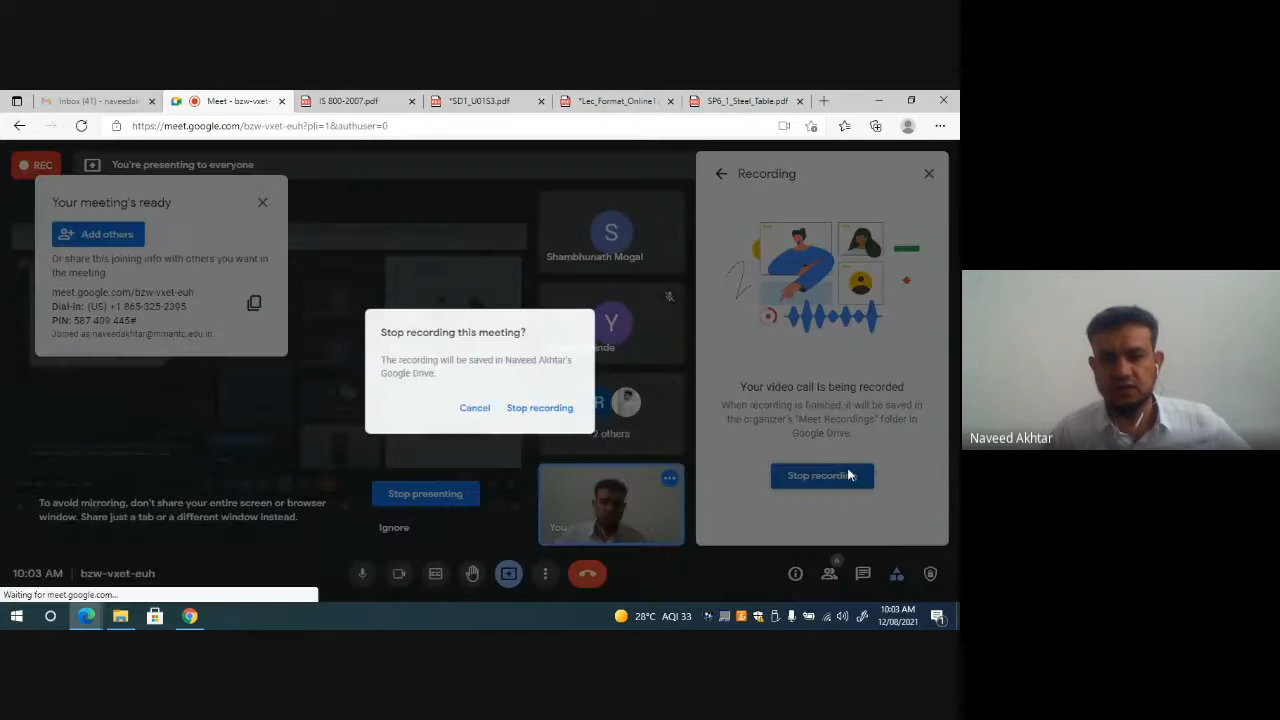 Inbox (41) - naveedak
Meet - bzw-vxet-
IS 800-2007.pdf
*SD1_U01S3.pdf
*Lec_Format_Online1.
SP6_1_Steel_Table.pdf
https://meet.google.com/bzw-vxet-euh?pli=1&authuser=0
REC
You're presenting to everyone
Your meeting's ready
Add others
Or share this joining info with others you want in
the meeting
meet.google.com/bzw-vxet-euh
Dial-in: (US) +1 865-325-2395
PIN: 587 409 445#
Joined as naveedakhtar@mmantc.edu.in
S
Shambhunath Mogal
Y
inde
R
2 others
You
Stop recording this meeting?
The recording will be saved in Naveed Akhtar's
Google Drive.
Cancel
Stop recording
Recording
Your video call is being recorded
When recording is finished, it will be saved in
the organizer's "Meet Recordings" folder in
Google Drive.
Stop recording
To avoid mirroring, don't share your entire screen or browser
window. Share just a tab or a different window instead.
Stop presenting
Ignore
10:03 AM | bzw-vxet-euh
6
Waiting for meet.google.com...
28°C AQI 33
10:03 AM
12/08/2021
1
Naveed Akhtar